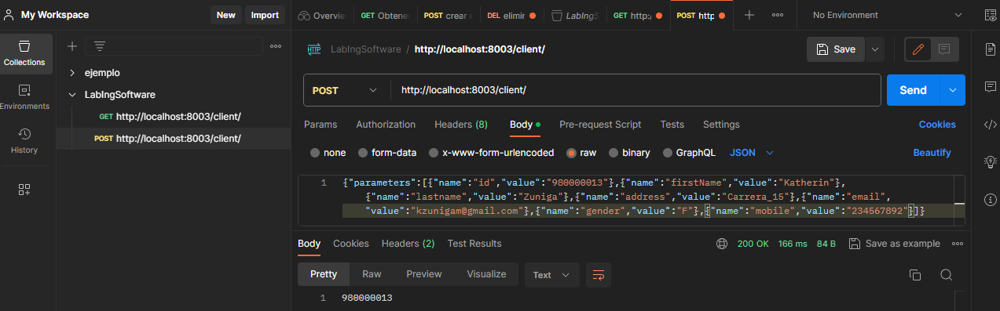 My Workspace
New
Import
Overvie
GET Obtene
POST crear e
DEL elimir
LabIngS
GET http:/
POST http
No Environment
Collections
Environments
History
ejemplo
LabIngSoftware
GET http://localhost:8003/client/
POST http://localhost:8003/client/
HTTP
LabIngSoftware / http://localhost:8003/client/
Save
POST
http://localhost:8003/client/
Send
Params
Authorization
Headers (8)
Body
Pre-request Script
Tests
Settings
Cookies
none
form-data
x-www-form-urlencoded
raw
binary
GraphQL
JSON
Beautify
1 {"parameters":[{"name":"id","value":"980000013"},{"name":"firstName","value":"Katherin"},
{"name":"lastname","value":"Zuniga"},{"name":"address","value":"Carrera_15"},{"name":"email",
"value":"kzunigam@gmail.com"},{"name":"gender","value":"F"},{"name":"mobile","value":"234567892"}]}
Body
Cookies
Headers (2)
Test Results
200 OK
166 ms
84 B
Save as example
Pretty
Raw
Preview
Visualize
Text
1 980000013